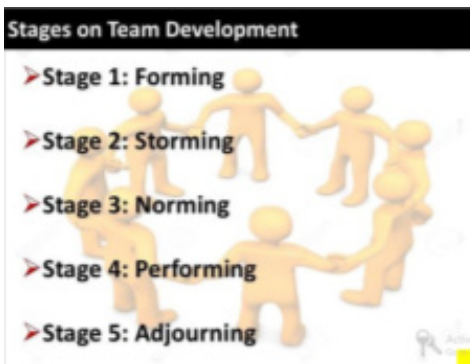 Stages on Team Development
➢Stage 1: Forming
➢Stage 2: Storming
➢Stage 3: Norming
➢Stage 4: Performing
➢Stage 5: Adjourning